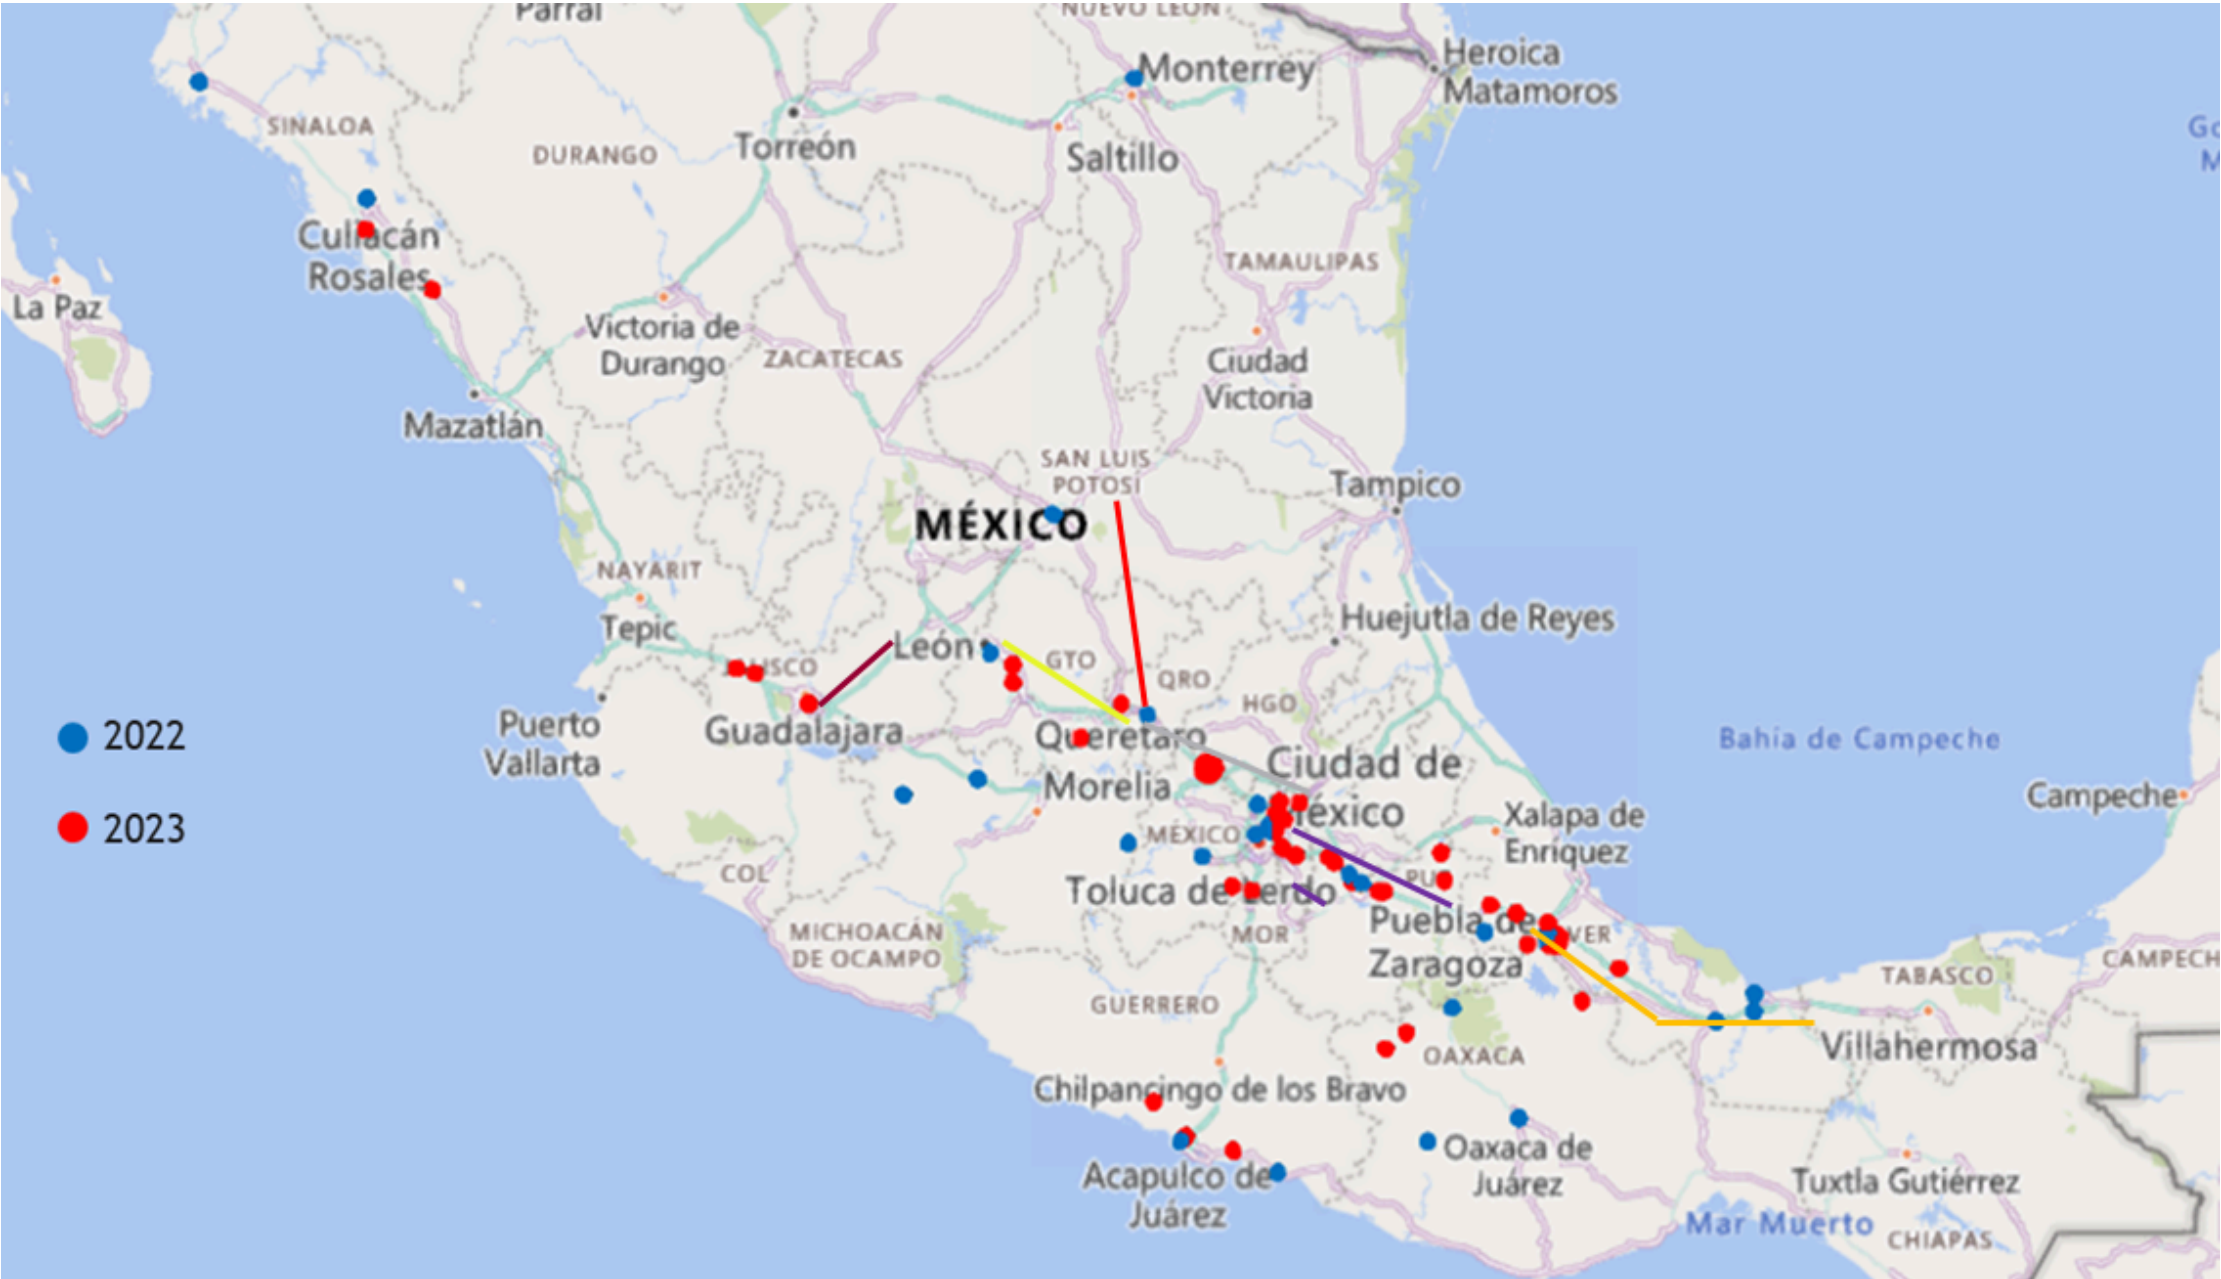 Parral
NUEVO LEÓN
Monterrey
Heroica
Matamoros
SINALOA
DURANGO
Torreón
Saltillo
Culiacán
Rosales
La Paz
TAMAULIPAS
Victoria de
Durango
ZACATECAS
Ciudad
Victoria
Mazatlán
SAN LUIS
POTOSÍ
Tampico
MÉXICO
NAYARIT
Huejutla de Reyes
Tepic
León
GTO
JALISCO
QRO
HGO
Puerto
Vallarta
Guadalajara
Querétaro
Ciudad de
México
Morelia
2022
2023
Bahía de Campeche
Campeche
Xalapa de
Enríquez
MÉXICO
COL
Toluca de Lerdo
Puebla de
Zaragoza
MOR
VER
MICHOACÁN
DE OCAMPO
TABASCO
GUERRERO
OAXACA
Villahermosa
Chilpancingo de los Bravo
Acapulco de
Juárez
Oaxaca de
Juárez
Tuxtla Gutiérrez
Mar Muerto
CHIAPAS